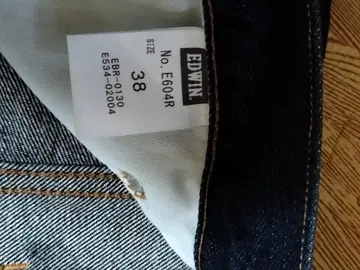 EDWIN.
No. E604R
SIZE
38
EBR-0130
E534-02004